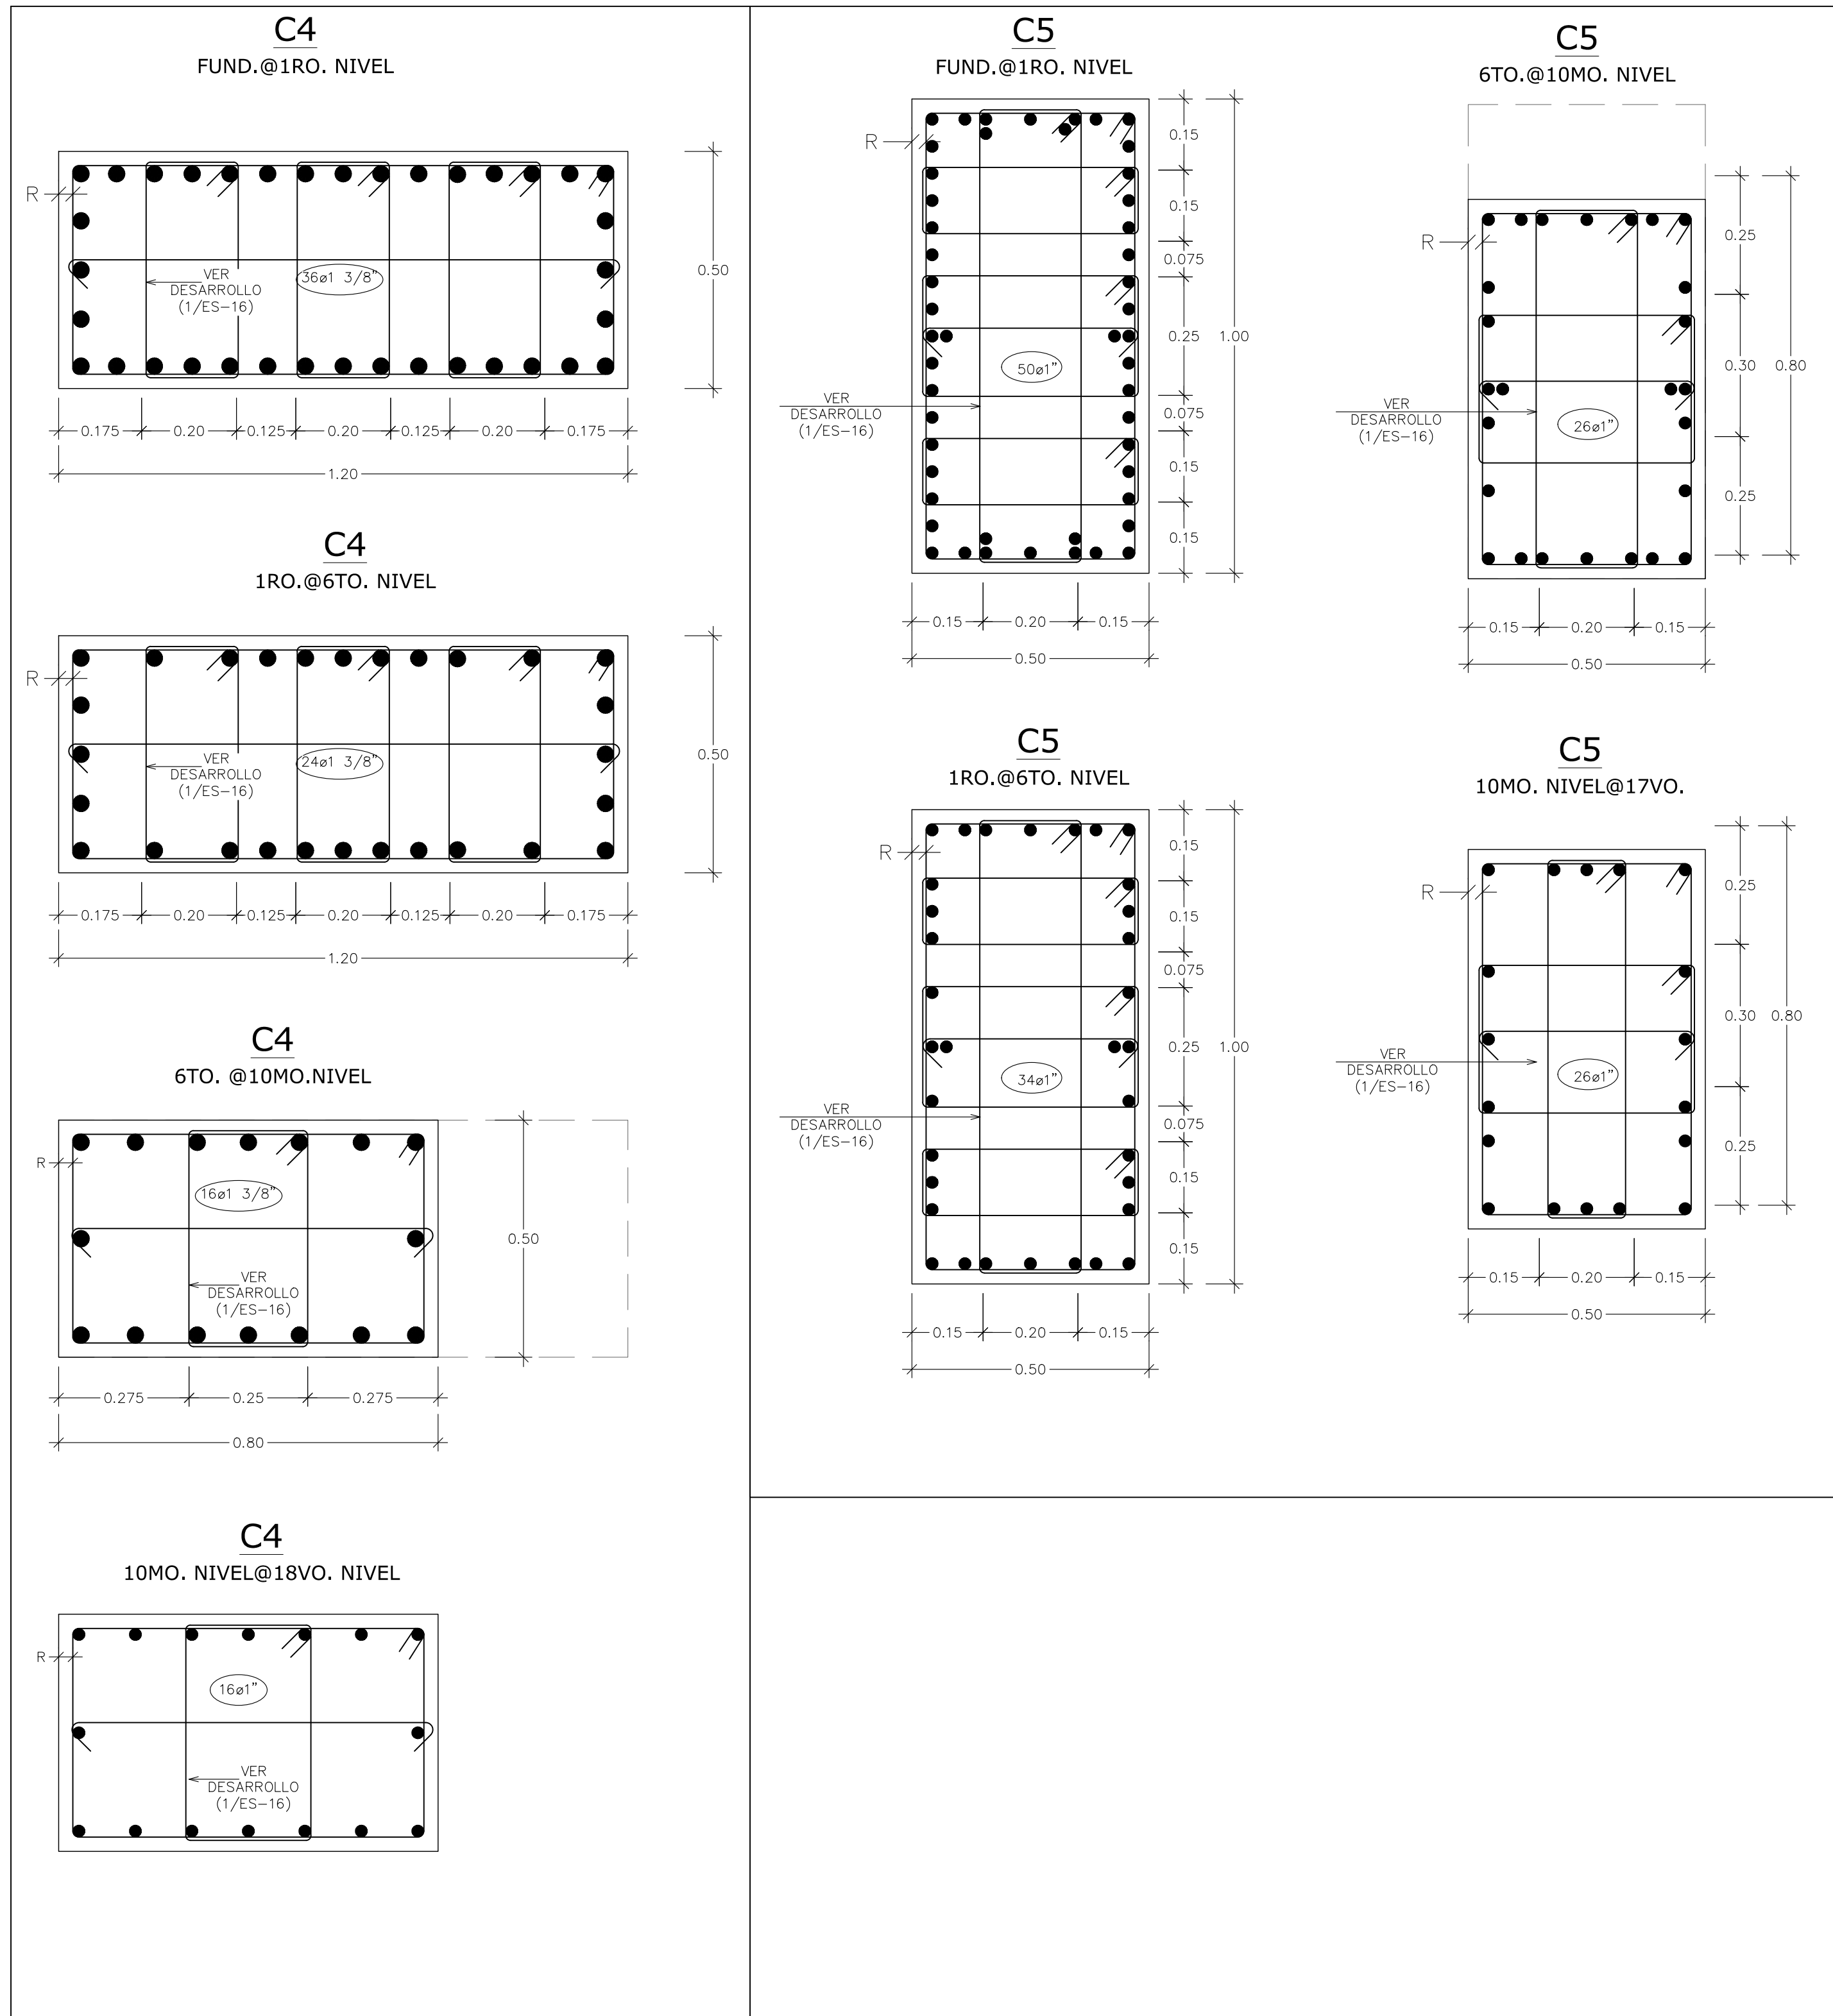 C4
FUND.@1RO. NIVEL
R
VER
DESARROLLO
(1/ES-16)
36ø1 3/8"
0.50
0.175 0.20 0.125 0.20 0.125 0.20 0.175
1.20
C4
1RO.@6TO. NIVEL
R
VER
DESARROLLO
(1/ES-16)
24ø1 3/8"
0.50
0.175 0.20 0.125 0.20 0.125 0.20 0.175
1.20
C4
6TO. @10MO.NIVEL
R
16ø1 3/8"
VER
DESARROLLO
(1/ES-16)
0.50
0.275 0.25 0.275
0.80
C4
10MO. NIVEL@18VO. NIVEL
R
16ø1"
VER
DESARROLLO
(1/ES-16)
C5
FUND.@1RO. NIVEL
R
0.15
0.15
0.075
0.25 1.00
50ø1"
VER
DESARROLLO
(1/ES-16)
0.075
0.15
0.15
0.15 0.20 0.15
0.50
C5
6TO.@10MO. NIVEL
R
0.25
0.30 0.80
VER
DESARROLLO
(1/ES-16)
26ø1"
0.25
0.15 0.20 0.15
0.50
C5
1RO.@6TO. NIVEL
R
0.15
0.15
0.075
0.25 1.00
34ø1"
VER
DESARROLLO
(1/ES-16)
0.075
0.15
0.15
0.15 0.20 0.15
0.50
C5
10MO. NIVEL@17VO.
R
0.25
0.30 0.80
VER
DESARROLLO
(1/ES-16)
26ø1"
0.25
0.15 0.20 0.15
0.50